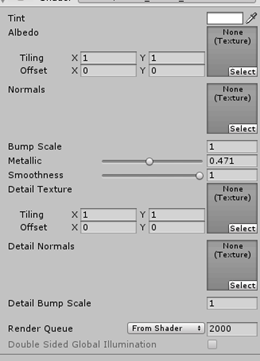 Shader
Tint
Albedo
None
(Texture)
Select
Tiling X 1 Y 1
Offset X 0 Y 0
Normals
None
(Texture)
Select
Bump Scale 1
Metallic 0.471
Smoothness 1
Detail Texture
None
(Texture)
Select
Tiling X 1 Y 1
Offset X 0 Y 0
Detail Normals
None
(Texture)
Select
Detail Bump Scale 1
Render Queue From Shader 2000
Double Sided Global Illumination